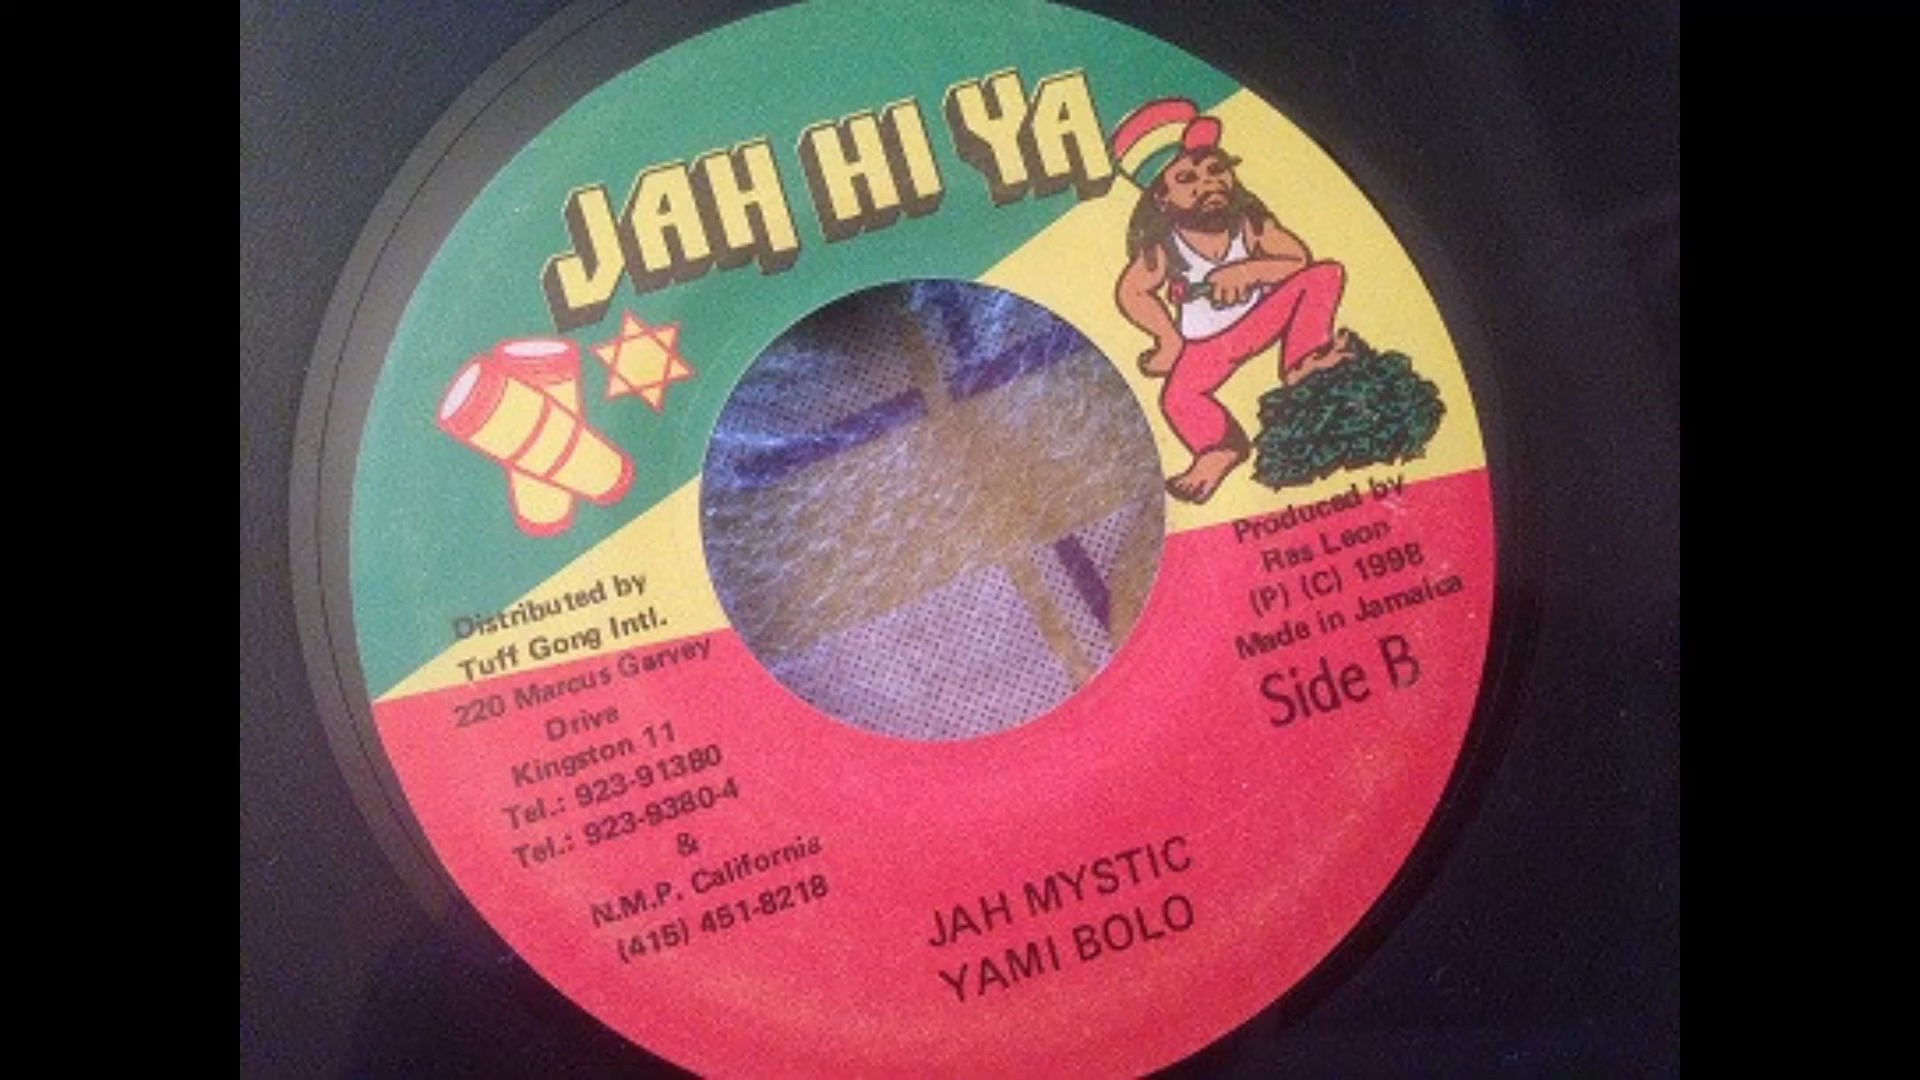 JAH HI YA
Distributed by
Tuff Gong Intl.
220 Marcus Garvey
Drive
Kingston 11
Tel.: 923-91380
Tel.: 923-9380-4
&
N.M.P. California
(415) 451-8218
Produced by
Ras Leon
(P) (C) 1998
Made in Jamaica
Side B
JAH MYSTIC
YAMI BOLO